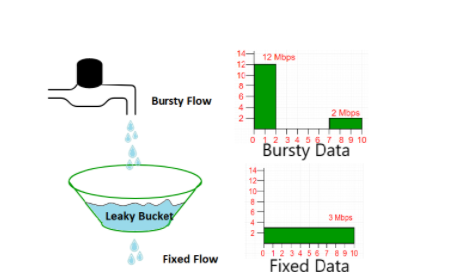 14
12 Mbps
12
10
8
6
4
2
2 Mbps
0 1 2 3 4 5 6 7 8 9 10
Bursty Data
Bursty Flow
Leaky Bucket
Fixed Flow
14
12
10
8
6
4
2
3 Mbps
0 1 2 3 4 5 6 7 8 9 10
Fixed Data